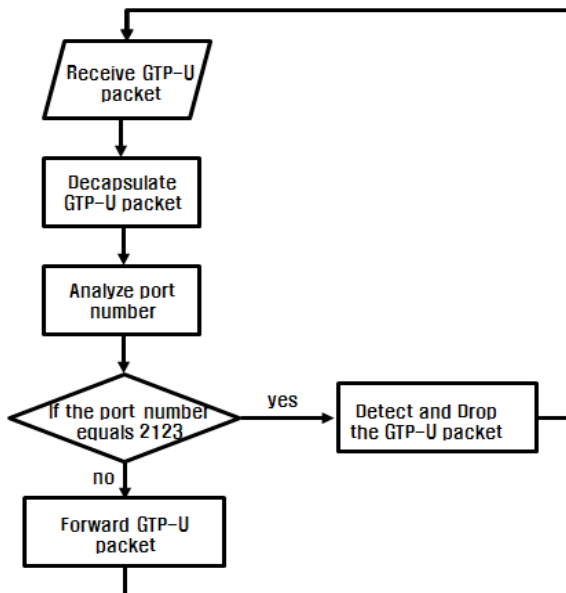 Receive GTP-U
packet
Decapsulate
GTP-U packet
Analyze port
number
If the port number
equals 2123
yes
Detect and Drop
the GTP-U packet
no
Forward GTP-U
packet